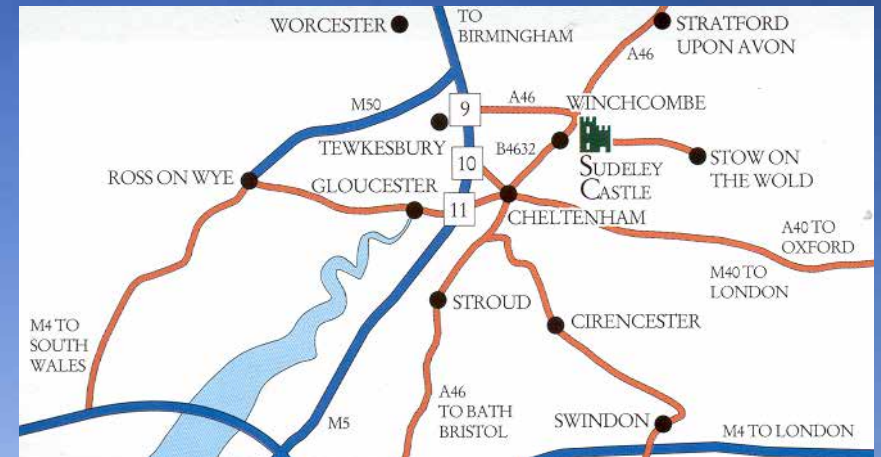 WORCESTER
TO
BIRMINGHAM
STRATFORD
UPON AVON
A46
M50
9
A46
WINCHCOMBE
TEWKESBURY
B4632
10
SUDELEY
CASTLE
STOW ON
THE WOLD
ROSS ON WYE
GLOUCESTER
11
CHELTENHAM
A40 TO
OXFORD
M40 TO
LONDON
STROUD
CIRENCESTER
M4 TO
SOUTH
WALES
A46
TO BATH
BRISTOL
M5
SWINDON
M4 TO LONDON